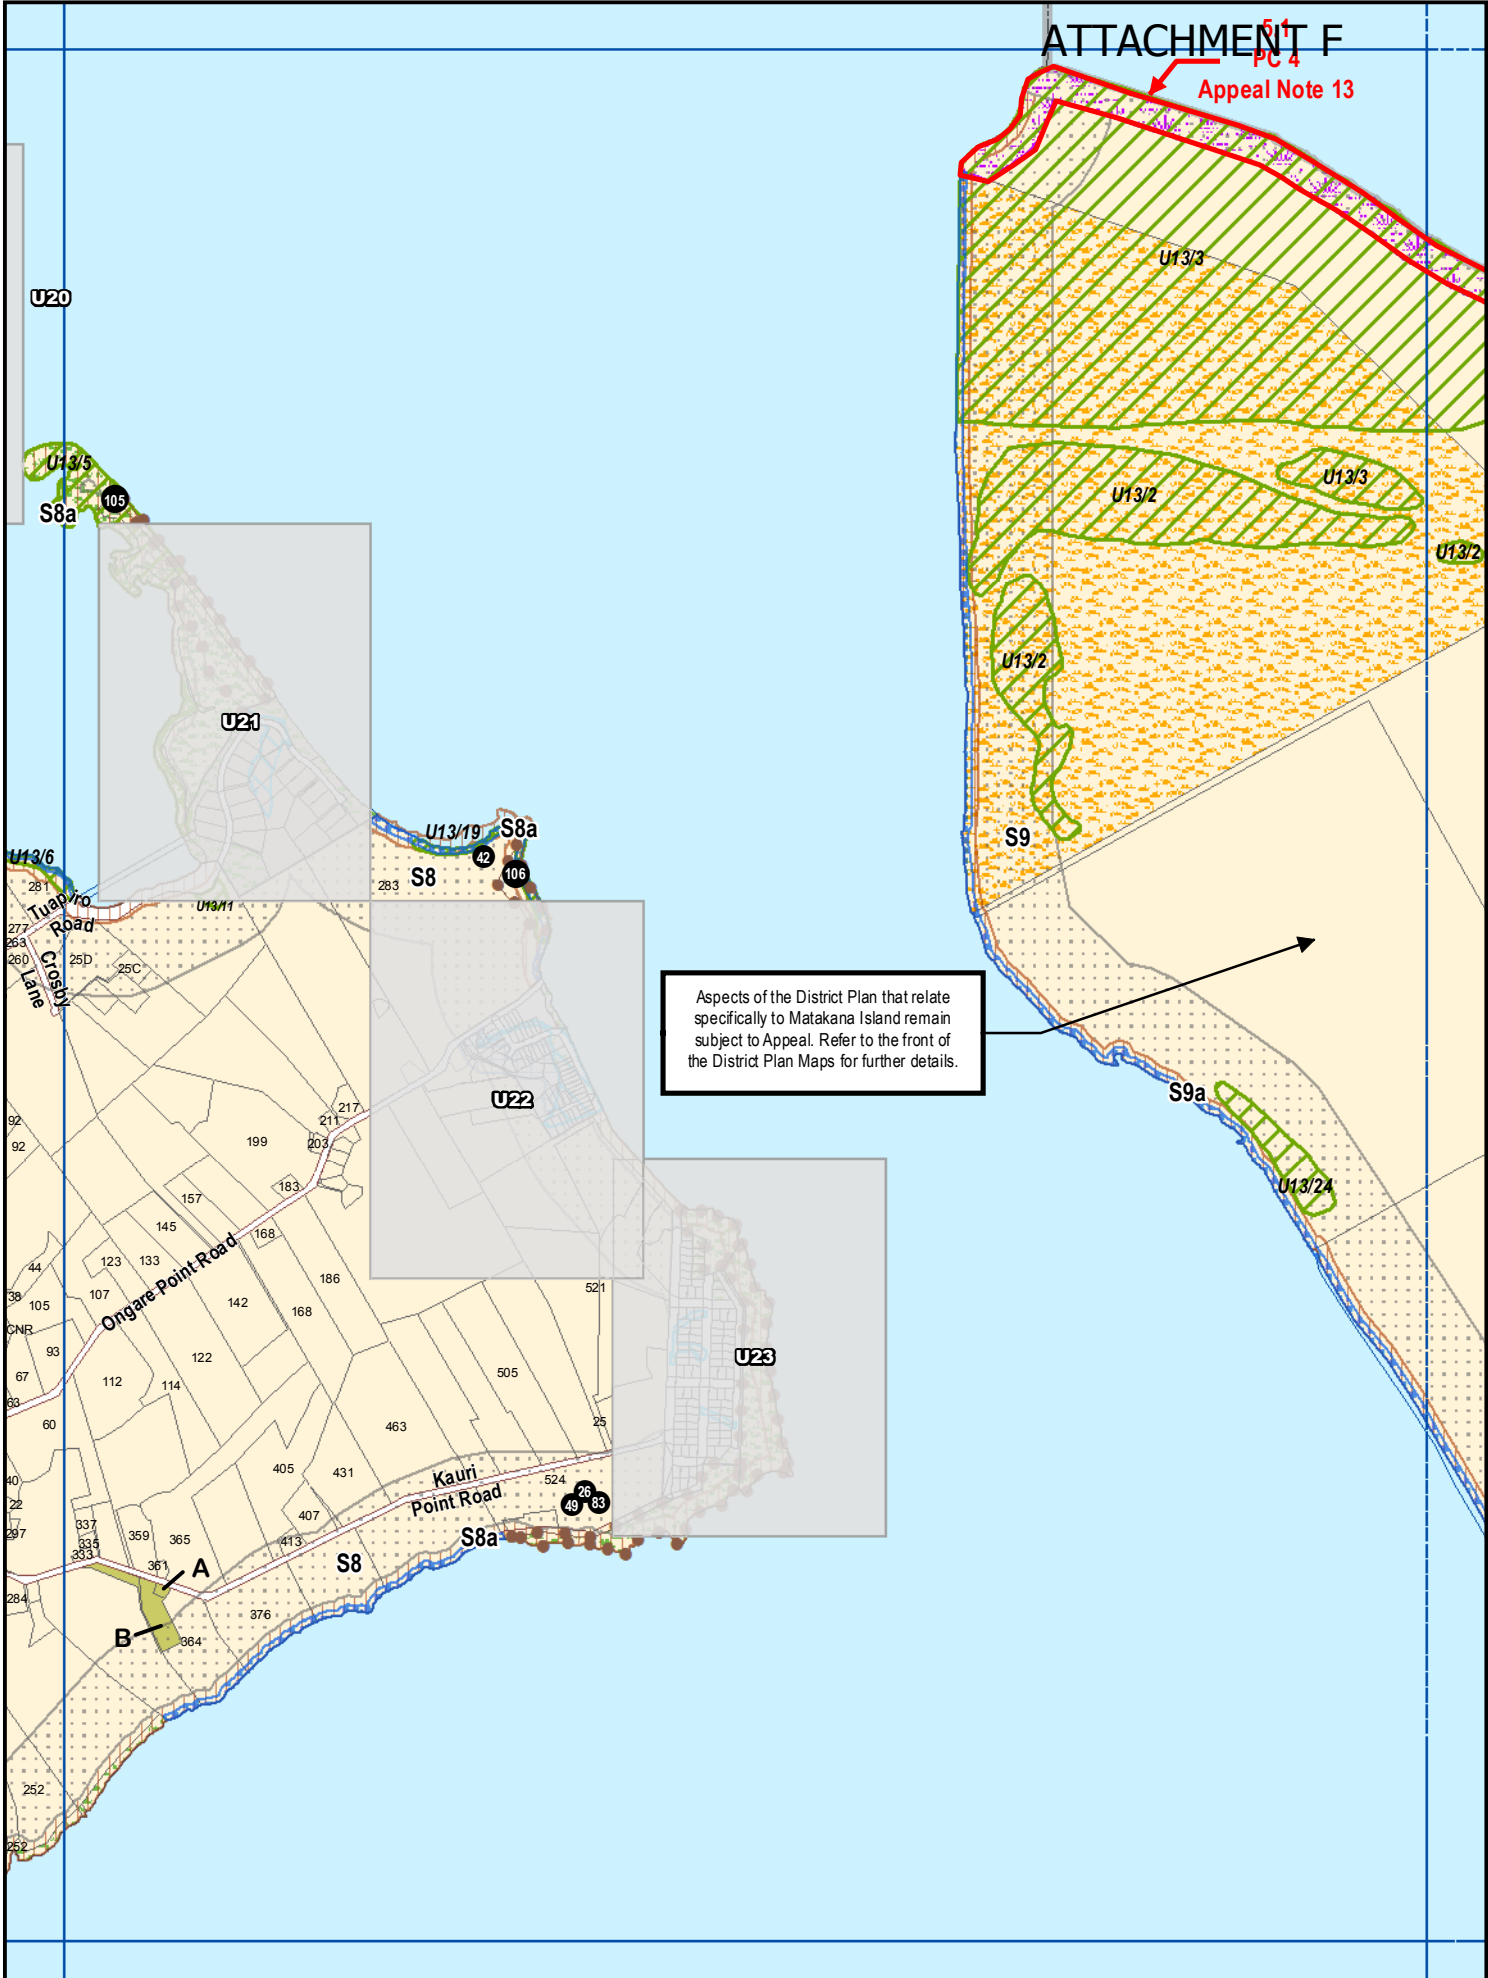 ATTACHMENT F
5.1
PC 4
Appeal Note 13
U13/3
U20
U13/5
105
S8a
U13/3
U13/2
U13/2
U13/2
U21
U13/19
S8a
42
106
S8
283
S9
U13/6
281
Tuapiro
Road
U13/11
277
263
260
25D
25C
Crosby
Lane
Aspects of the District Plan that relate
specifically to Matakana Island remain
subject to Appeal. Refer to the front of
the District Plan Maps for further details.
S9a
U13/24
U22
217
211
203
199
92
92
183
157
145
168
133
123
44
107
38
105
186
168
142
521
Ongare Point Road
CNR
93
122
U23
67
112
114
505
63
60
463
25
405
431
Kauri
Point Road
524
40
22
26
49
83
407
337
297
335
333
359
365
413
S8a
361
A
S8
284
376
B
364
252
252